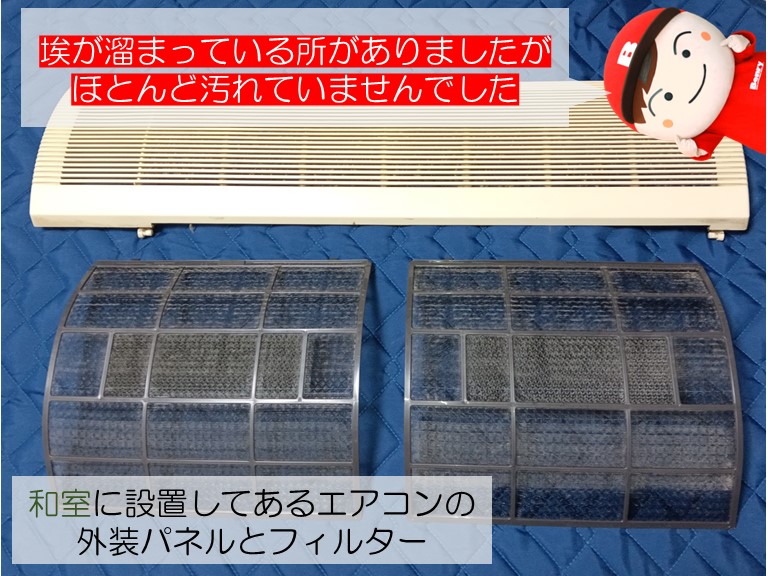 埃が溜まっている所がありましたが
ほとんど汚れていませんでした
B
Benry
和室に設置してあるエアコンの
外装パネルとフィルター